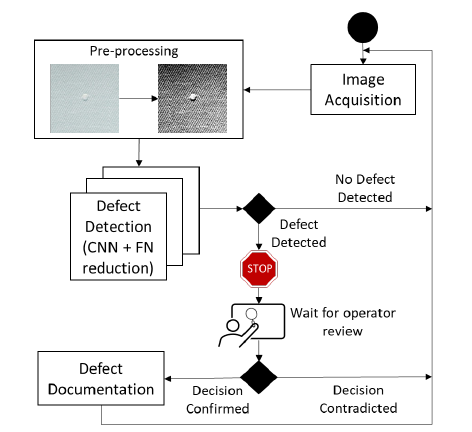 Pre-processing
Image
Acquisition
No Defect
Detected
Defect
Detection
(CNN + FN
reduction)
Defect
Detected
STOP
Wait for operator
review
Defect
Documentation
Decision
Confirmed
Decision
Contradicted